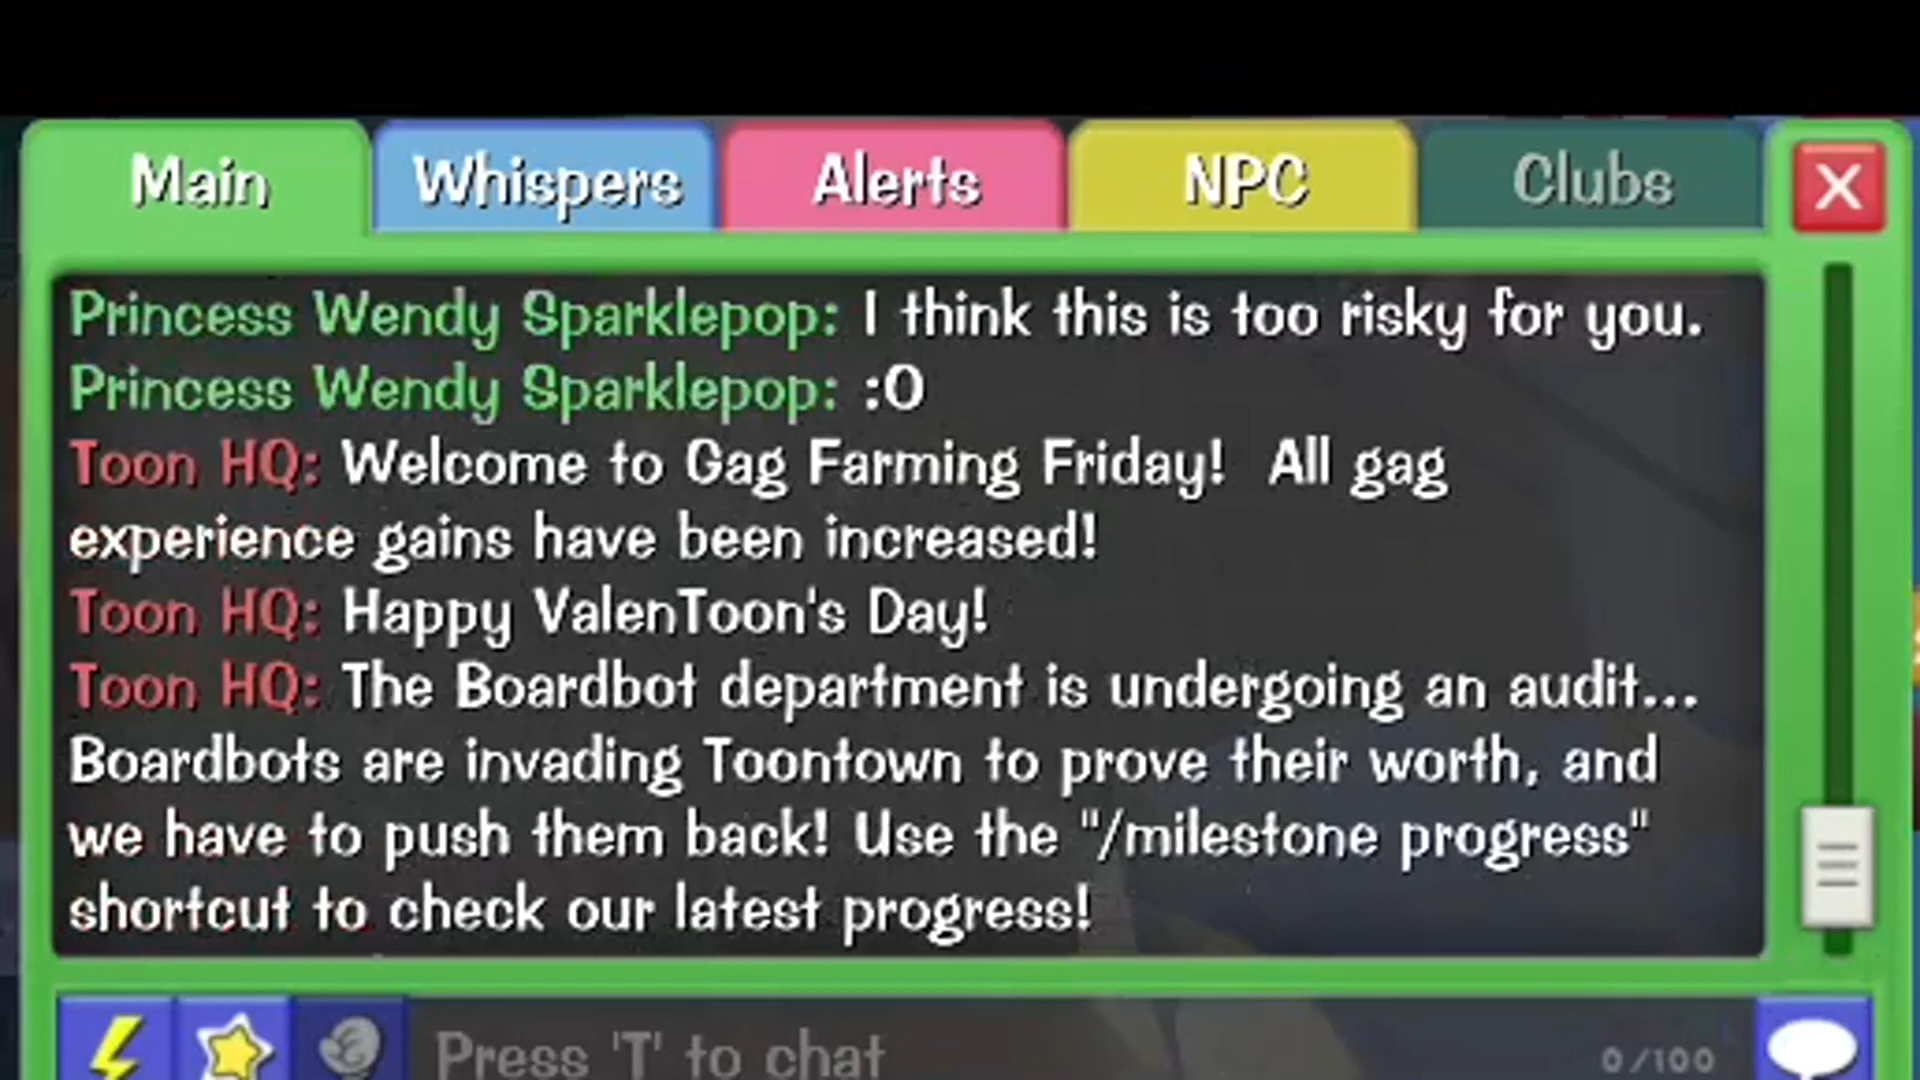 Main Whispers Alerts NPC Clubs X
Princess Wendy Sparklepop: I think this is too risky for you.
Princess Wendy Sparklepop: :O
Toon HQ: Welcome to Gag Farming Friday!  All gag
experience gains have been increased!
Toon HQ: Happy ValenToon's Day!
Toon HQ: The Boardbot department is undergoing an audit...
Boardbots are invading Toontown to prove their worth, and
we have to push them back! Use the "/milestone progress"
shortcut to check our latest progress!
Press 'T' to chat 0/100